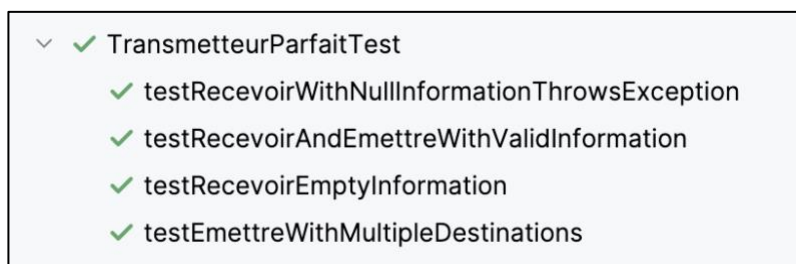 TransmetteurParfaitTest
testRecevoirWithNullInformationThrowsException
testRecevoirAndEmettreWithValidInformation
testRecevoirEmptyInformation
testEmettreWithMultipleDestinations